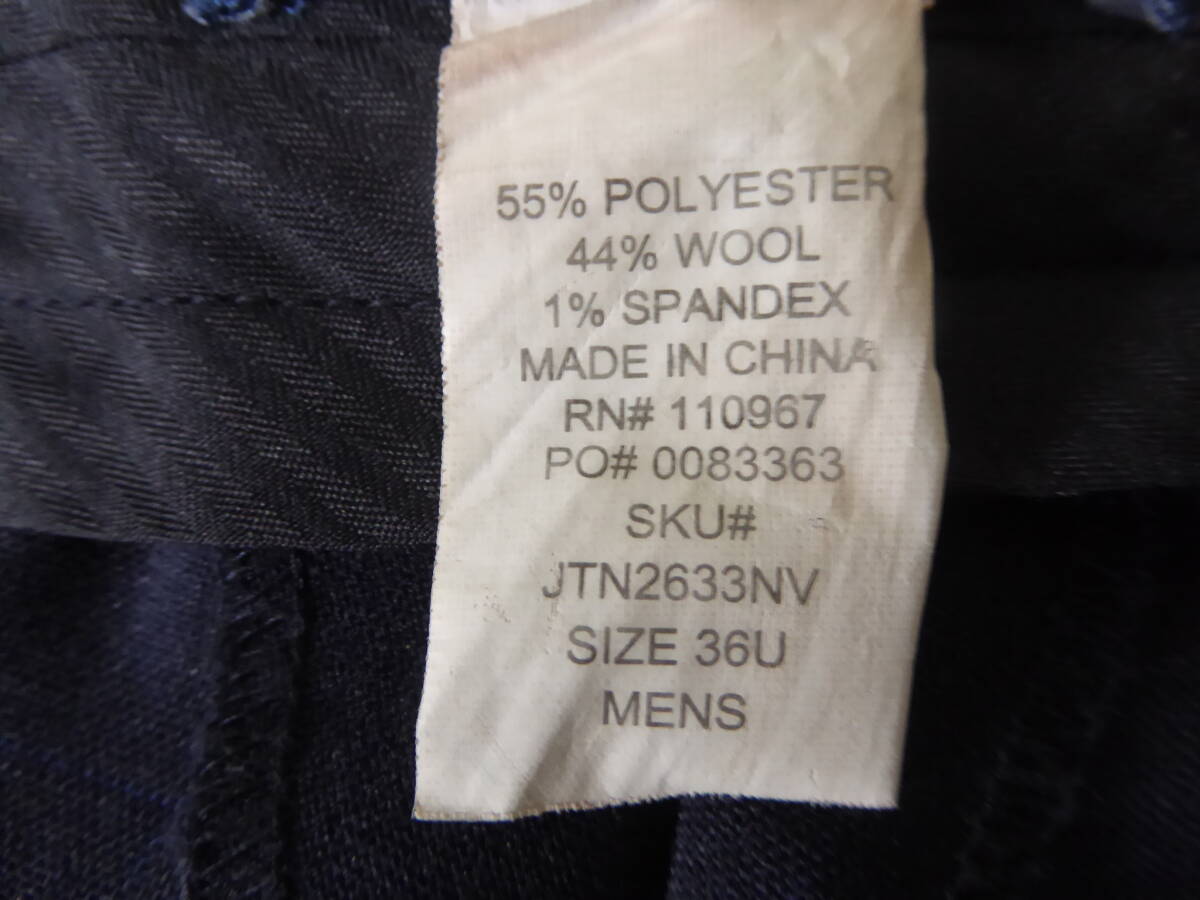 55% POLYESTER
44% WOOL
1% SPANDEX
MADE IN CHINA
RN# 110967
PO# 0083363
SKU#
JTN2633NV
SIZE 36U
MENS